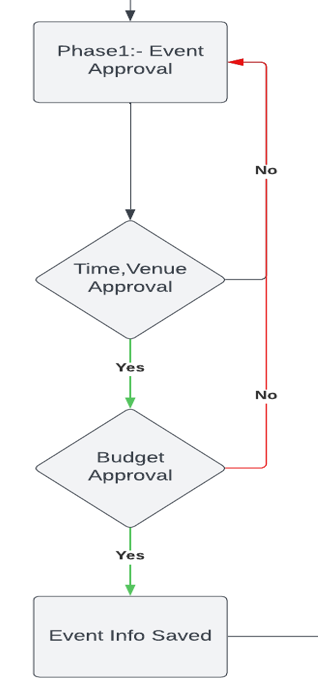 Phase1:- Event
Approval
No
Time,Venue
Approval
Yes
No
Budget
Approval
Yes
Event Info Saved